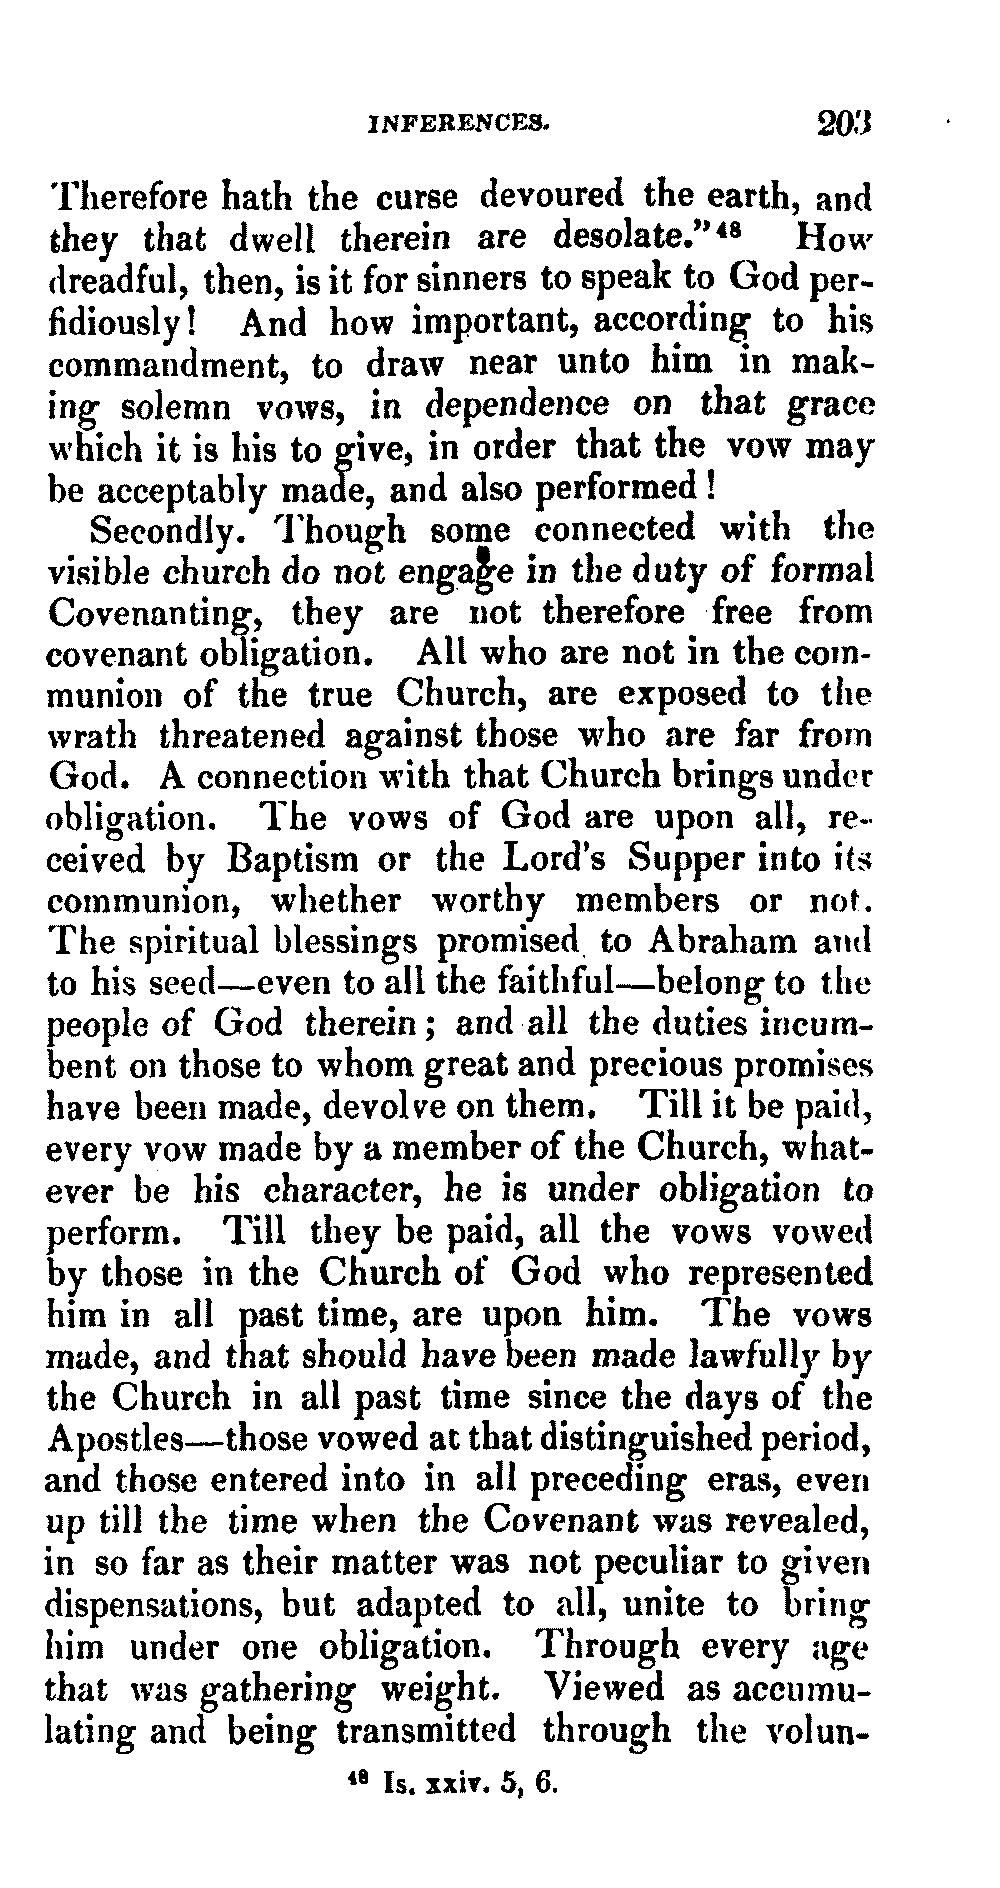 INFERENCES. 203
Therefore hath the curse devoured the earth, and
they that dwell therein are desolate."48 How
dreadful, then, is it for sinners to speak to God per-
fidiously! And how important, according to his
commandment, to draw near unto him in mak-
ing solemn vows, in dependence on that grace
which it is his to give, in order that the vow may
be acceptably made, and also performed!
Secondly. Though some connected with the
visible church do not engage in the duty of formal
Covenanting, they are not therefore free from
covenant obligation. All who are not in the com-
munion of the true Church, are exposed to the
wrath threatened against those who are far from
God. A connection with that Church brings under
obligation. The vows of God are upon all, re-
ceived by Baptism or the Lord's Supper into its
communion, whether worthy members or not.
The spiritual blessings promised to Abraham and
to his seed—even to all the faithful—belong to the
people of God therein; and all the duties incum-
bent on those to whom great and precious promises
have been made, devolve on them. Till it be paid,
every vow made by a member of the Church, what-
ever be his character, he is under obligation to
perform. Till they be paid, all the vows vowed
by those in the Church of God who represented
him in all past time, are upon him. The vows
made, and that should have been made lawfully by
the Church in all past time since the days of the
Apostles—those vowed at that distinguished period,
and those entered into in all preceding eras, even
up till the time when the Covenant was revealed,
in so far as their matter was not peculiar to given
dispensations, but adapted to all, unite to bring
him under one obligation. Through every age
that was gathering weight. Viewed as accumu-
lating and being transmitted through the volun-
48 Is. xxiv. 5, 6.